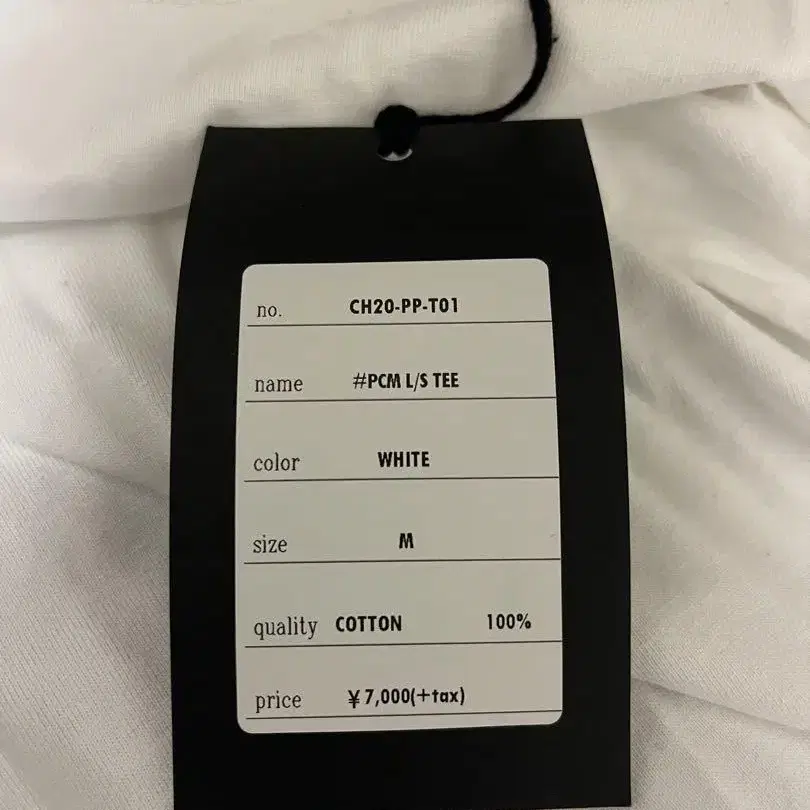 no. CH20-PP-T01
name #PCM L/S TEE
color WHITE
size M
quality COTTON 100%
price ¥7,000(+tax)